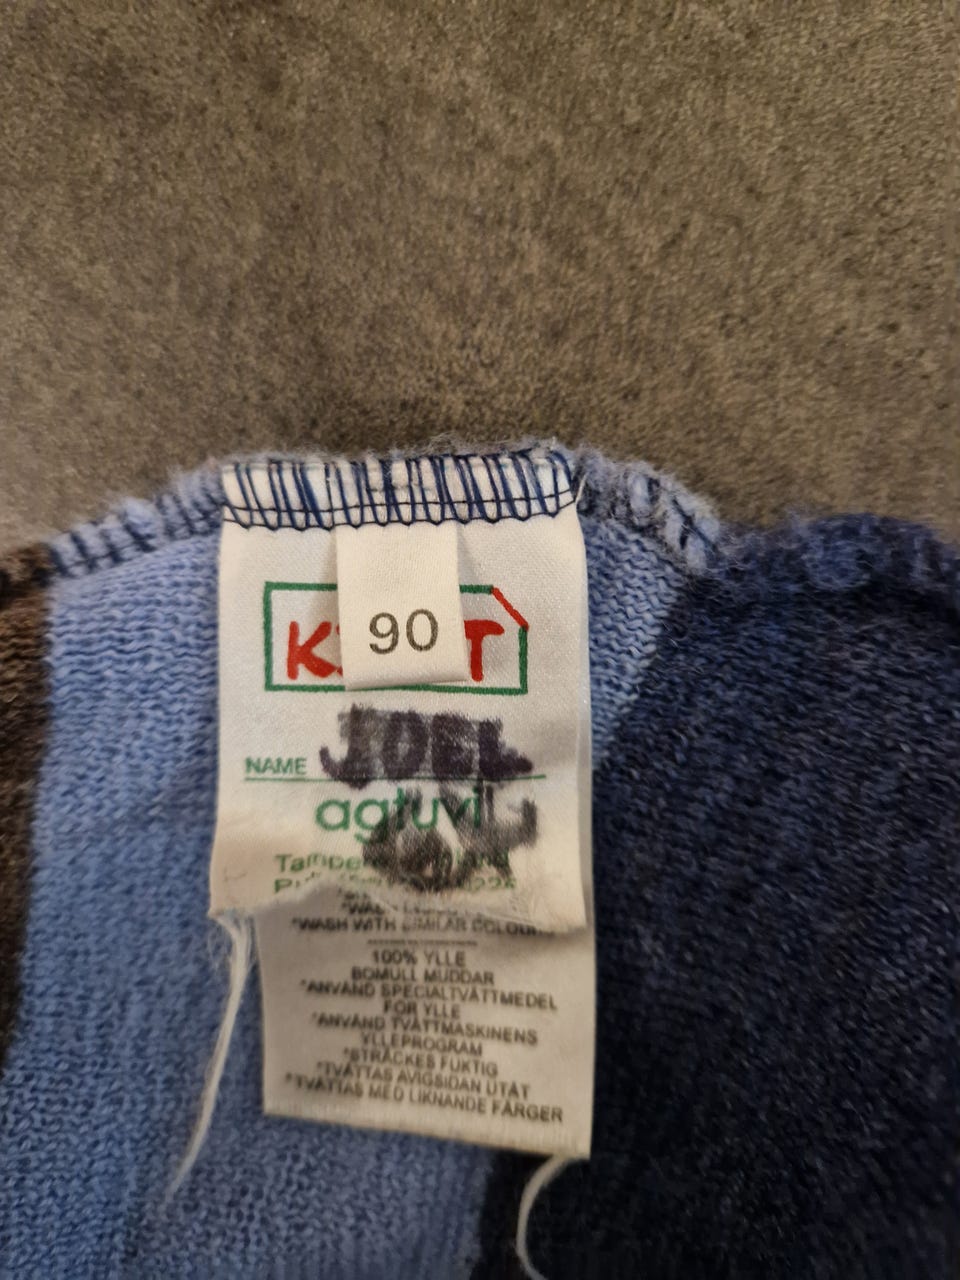 90
JOEL
NAME
agtuvi
*WASH WITH SIMILAR
100% YLLE
BOMULL MUDDAR
*ANVÄND SPECIALTVÄTTMEDEL
FÖR YLLE
*ANVÄND TVÄTTMASKINENS
YLLEPROGRAM
*STRÄCKES FUKTIG
*TVÄTTAS AVIGSIDAN UTÅT
*TVÄTTAS MED LIKNANDE FÄRGER